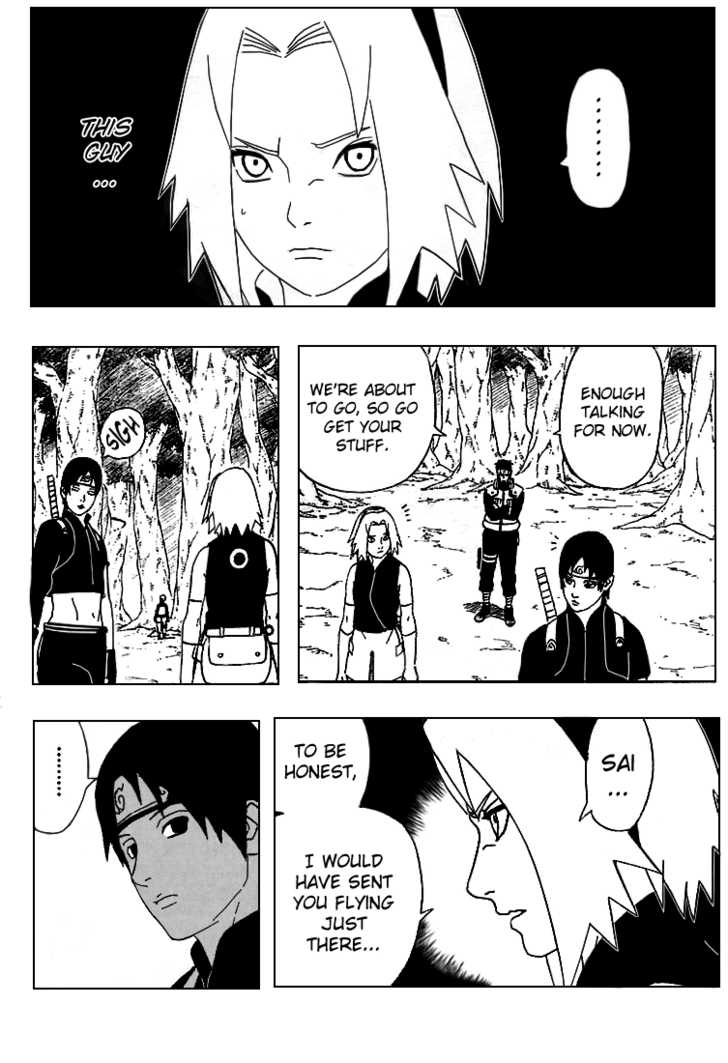 ........
THIS
GUY
...
ENOUGH
TALKING
FOR NOW.
WE'RE ABOUT
TO GO, SO GO
GET YOUR
STUFF.
SIGH
SAI
...
TO BE
HONEST,
I WOULD
HAVE SENT
YOU FLYING
JUST
THERE...
.......